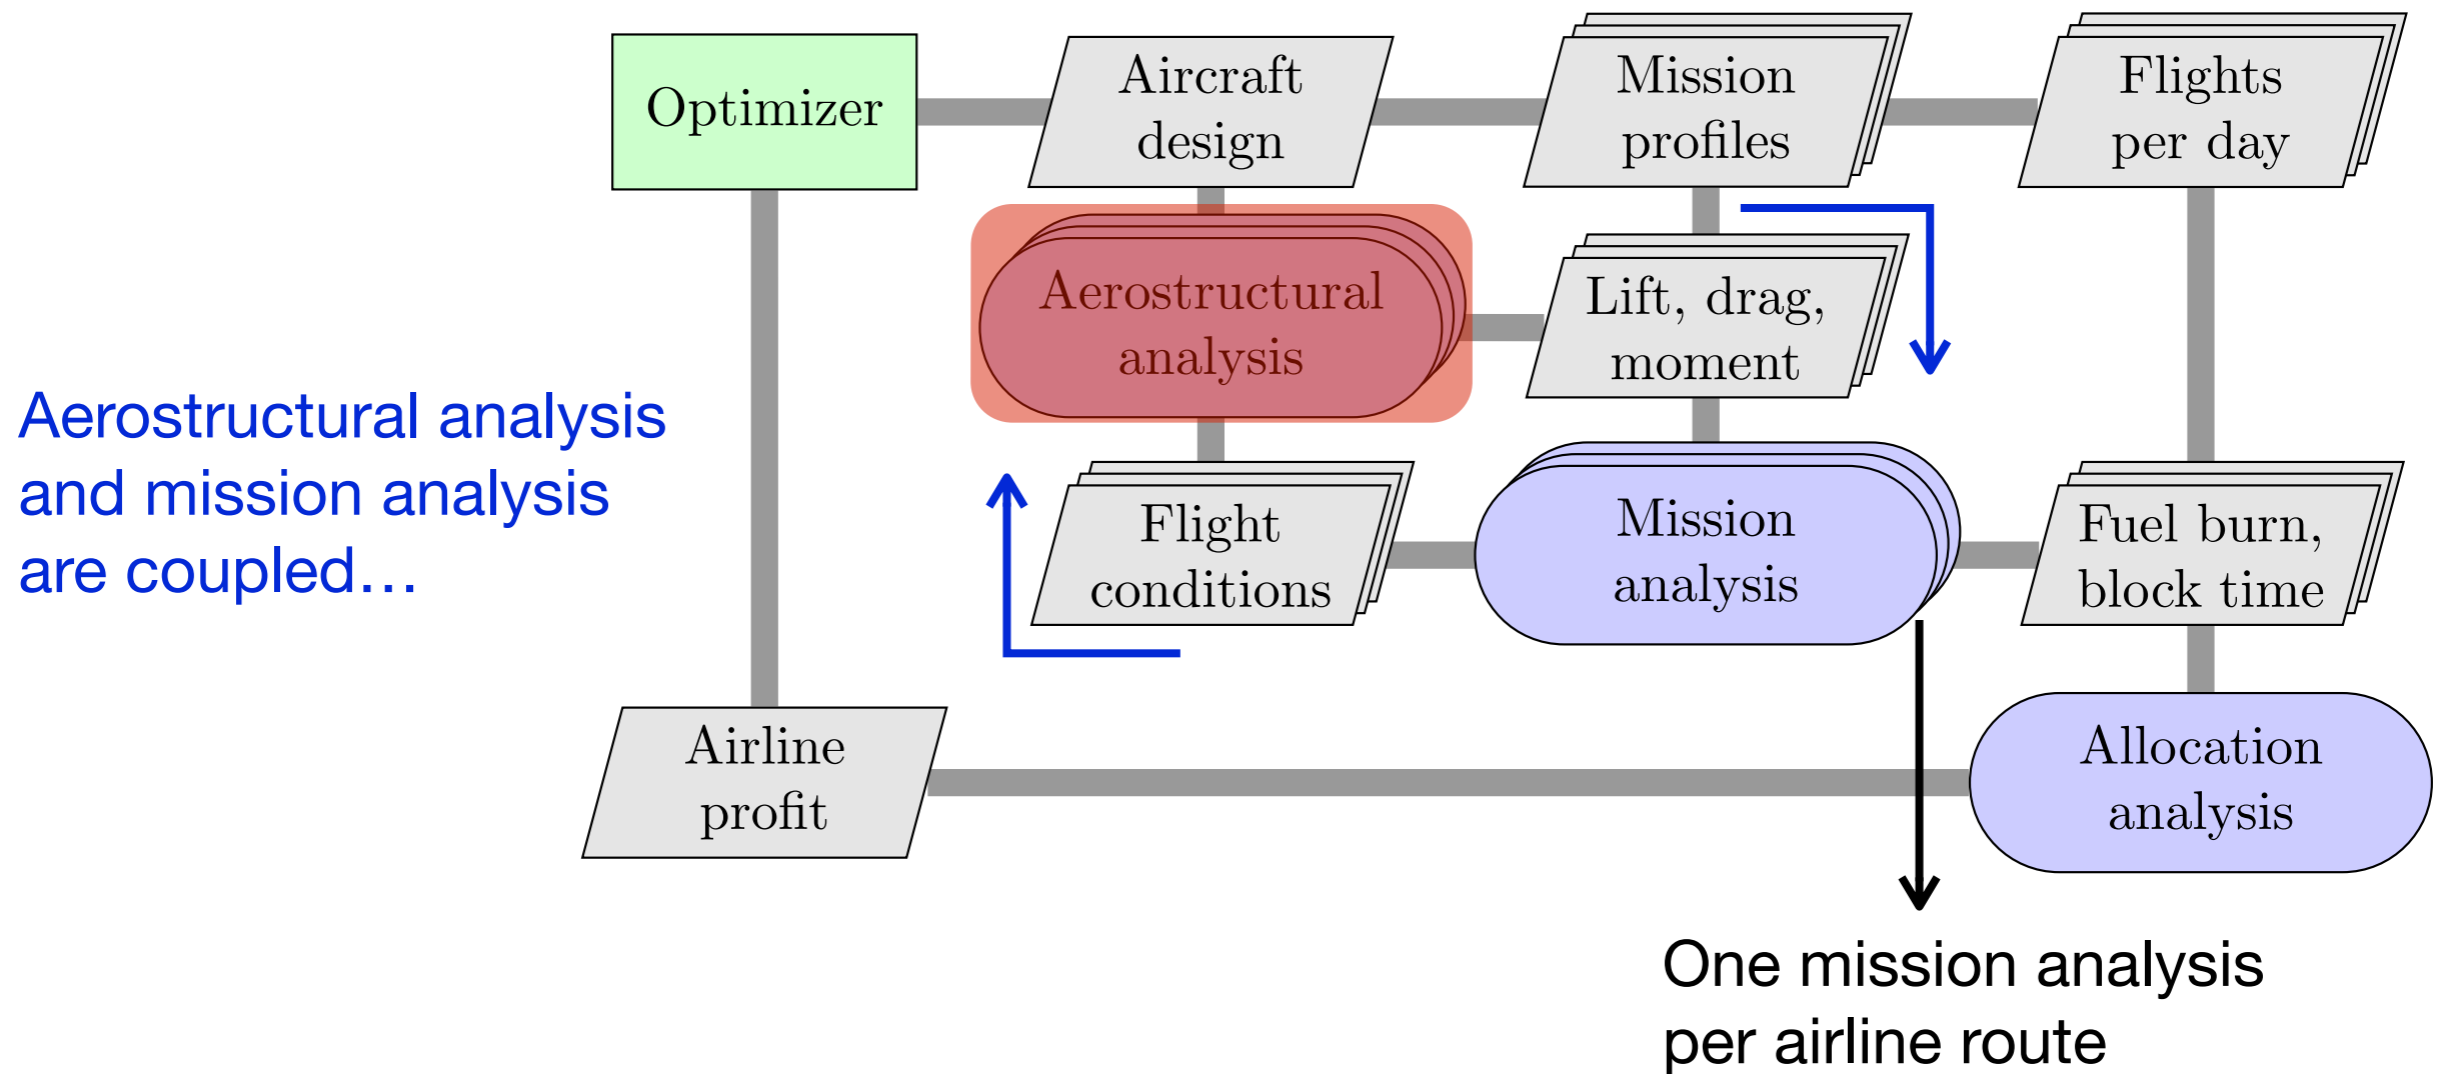 Optimizer
Aircraft
design
Mission
profiles
Flights
per day
Aerostructural
analysis
Lift, drag,
moment
Aerostructural analysis
and mission analysis
are coupled…
Flight
conditions
Mission
analysis
Fuel burn,
block time
Airline
profit
Allocation
analysis
One mission analysis
per airline route